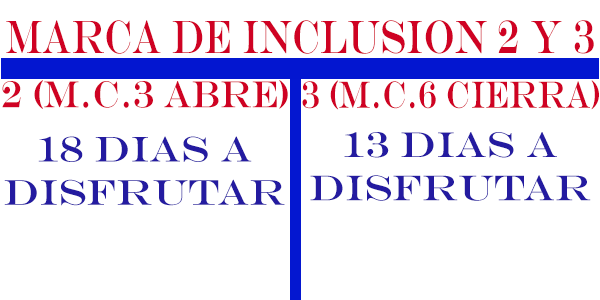 MARCA DE INCLUSION 2 Y 3
2 (M.C.3 ABRE)
18 DIAS A
DISFRUTAR
3 (M.C.6 CIERRA)
13 DIAS A
DISFRUTAR